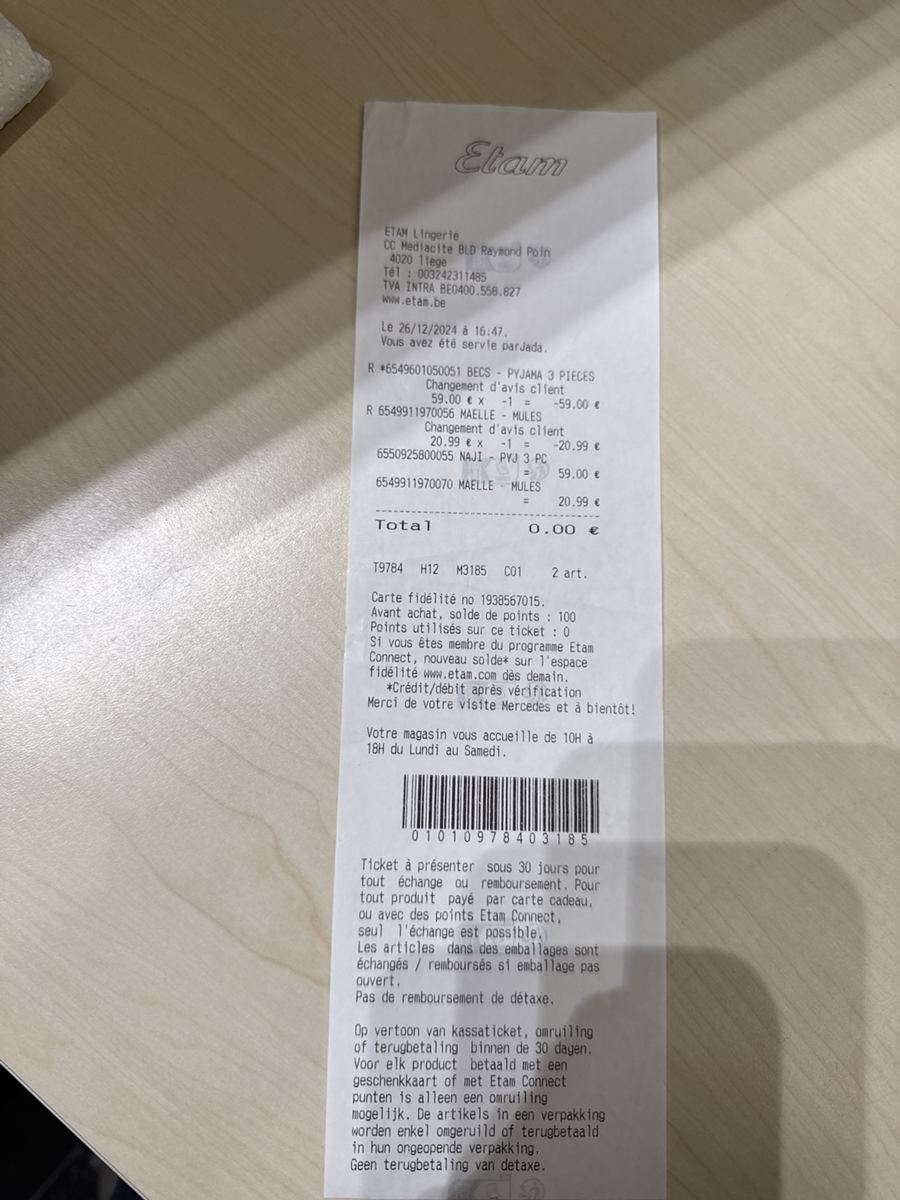 Etam
ETAM Lingerie
CC Mediacite BLD Raymond Poin
4020 liege
Tél : 003242311485
TVA INTRA BE0400.558.827
www.etam.be
Le 26/12/2024 à 16:47.
Vous avez été servie parJada.
R *6549601050051 BECS - PYJAMA 3 PIECES
Changement d'avis client
59.00 € x -1 = -59.00 €
R 6549911970056 MAELLE - MULES
Changement d'avis client
20.99 € x -1 = -20.99 €
6550925800055 NAJI - PYJ 3 PC
= 59.00 €
6549911970070 MAELLE - MULES
= 20.99 €
Total 0.00 €
T9784 H12 M3185 C01 2 art.
Carte fidélité no 1938567015.
Avant achat, solde de points : 100
Points utilisés sur ce ticket : 0
Si vous êtes membre du programme Etam
Connect, nouveau solde* sur l'espace
fidélité www.etam.com dès demain.
*Crédit/débit après vérification
Merci de votre visite Mercedes et à bientôt!
Votre magasin vous accueille de 10H à
18H du Lundi au Samedi.
01010978403185
Ticket à présenter sous 30 jours pour
tout échange ou remboursement. Pour
tout produit payé par carte cadeau,
ou avec des points Etam Connect,
seul l'échange est possible.
Les articles dans des emballages sont
échangés / remboursés si emballage pas
ouvert.
Pas de remboursement de détaxe.
Op vertoon van kassaticket, omruiling
of terugbetaling binnen de 30 dagen.
Voor elk product betaald met een
geschenkkaart of met Etam Connect
punten is alleen een omruiling
mogelijk. De artikels in een verpakking
worden enkel omgeruild of terugbetaald
in hun ongeopende verpakking.
Geen terugbetaling van detaxe.